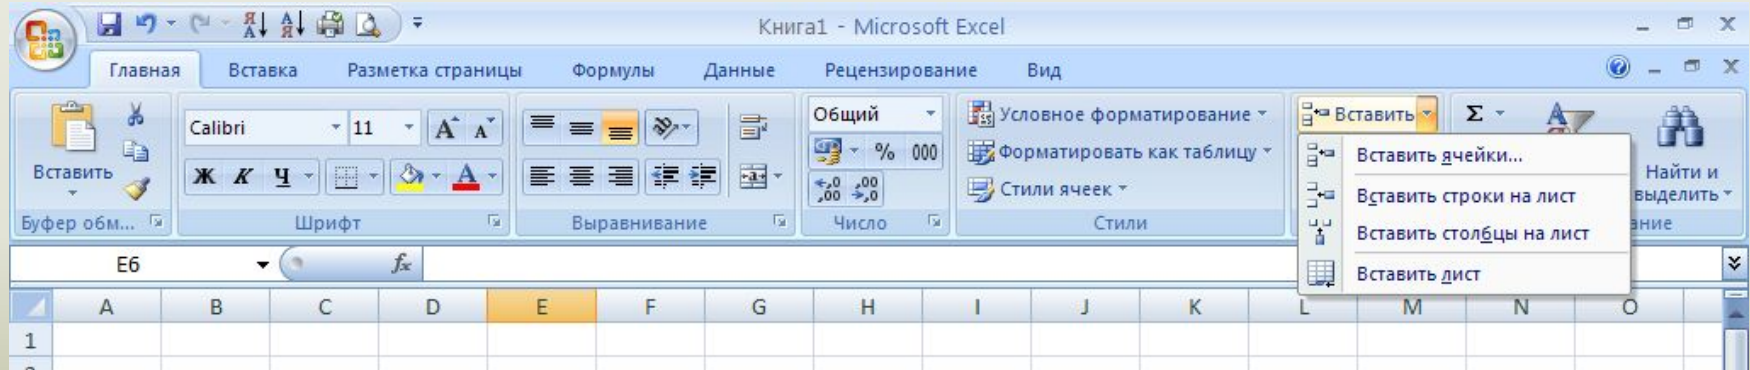 Книга1 - Microsoft Excel
Главная Вставка Разметка страницы Формулы Данные Рецензирование Вид
Calibri 11 Общий Условное форматирование Вставить Σ
Вставить Ж К Ч А % 000 Форматировать как таблицу Найти и выделить
Стили ячеек
Буфер обм... Шрифт Выравнивание Число Стили
Вставить ячейки...
Вставить строки на лист
Вставить столбцы на лист
Вставить лист
E6 fx
A B C D E F G H I J K L M N O
1